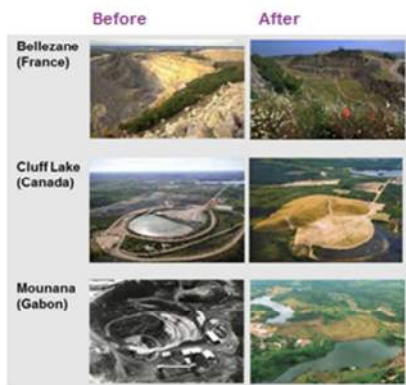 Before After
Bellezane
(France)
Cluff Lake
(Canada)
Mounana
(Gabon)